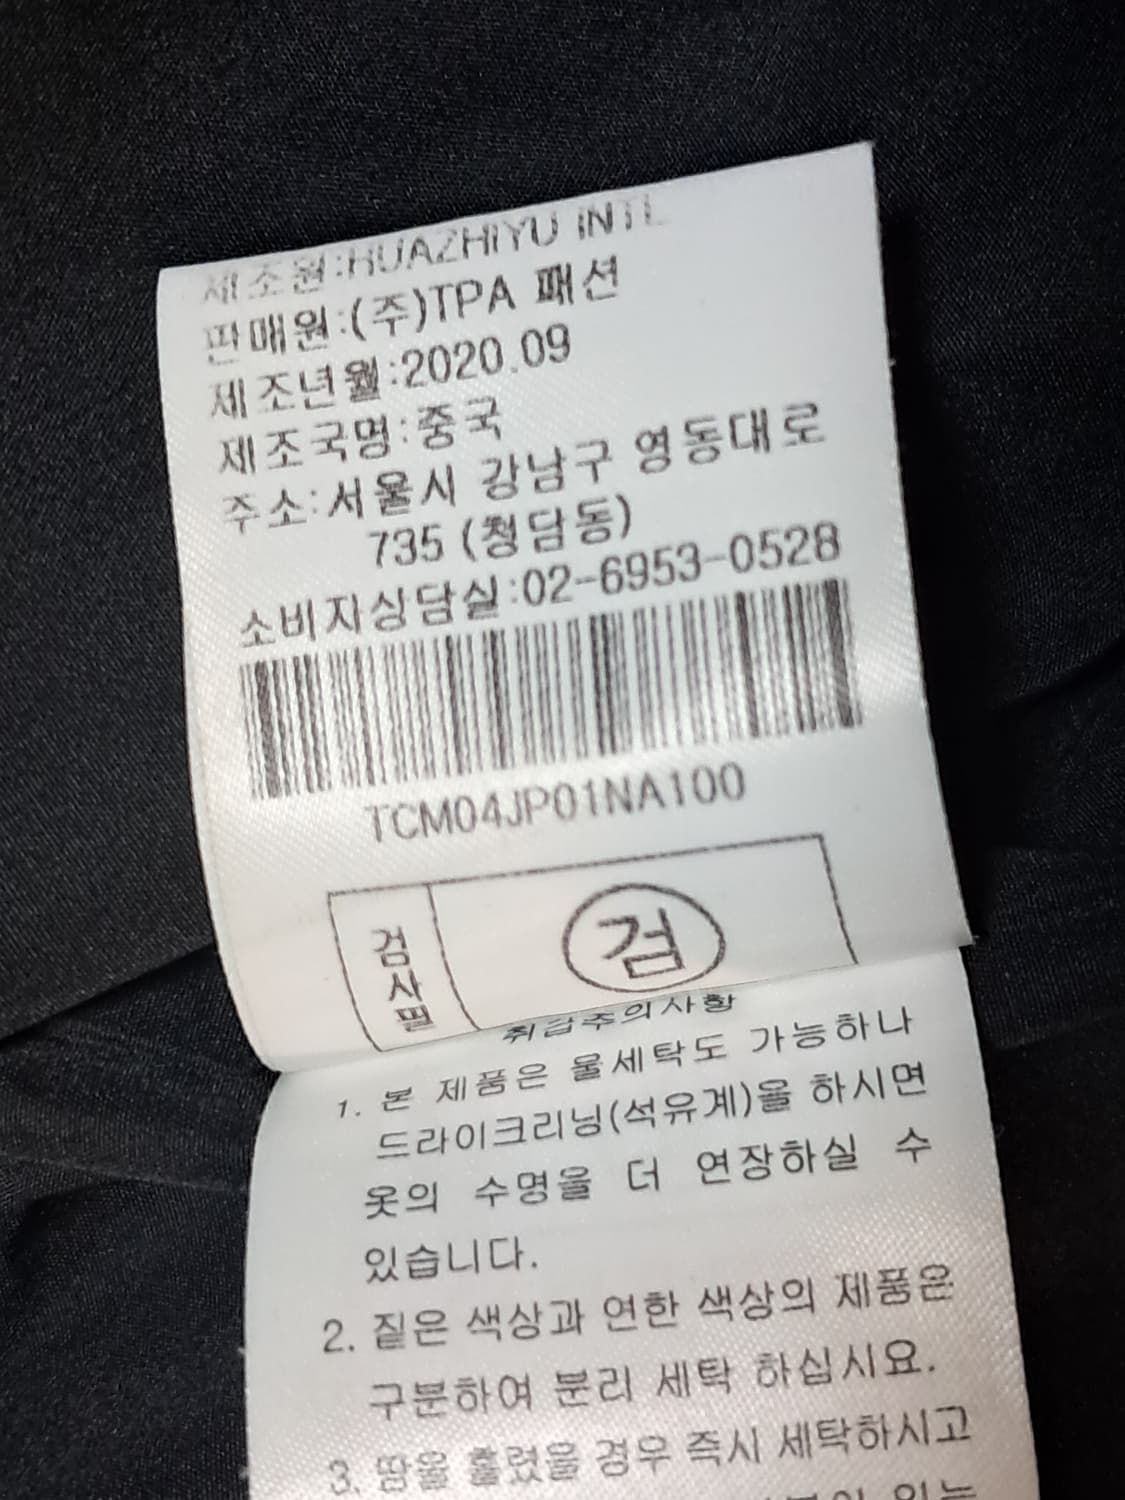 제조원:HUAZHIYU INTL
판매원:(주)TPA 패션
제조년월:2020.09
제조국명:중국
주소:서울시 강남구 영동대로
735 (청담동)
소비자상담실:02-6953-0528
TCM04JP01NA100
검사필
검
취급주의사항
1. 본 제품은 물세탁도 가능하나
드라이크리닝(석유계)을 하시면
옷의 수명을 더 연장하실 수
있습니다.
2. 짙은 색상과 연한 색상의 제품은
구분하여 분리 세탁 하십시요.
3. 땀을 흘렸을 경우 즉시 세탁하시고